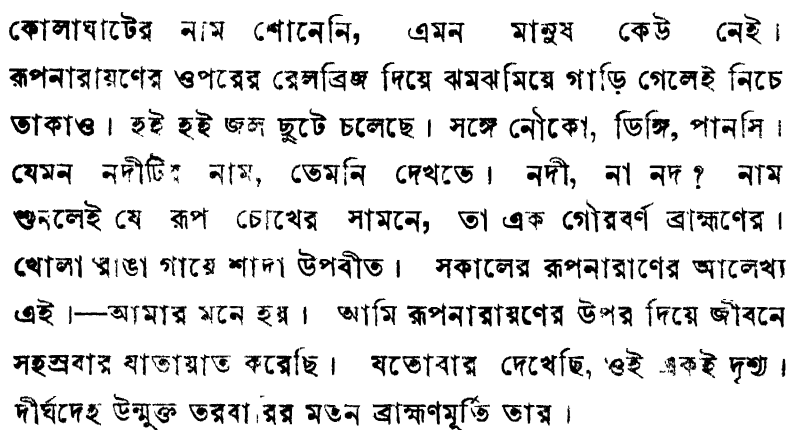 কোলাঘাটের নাম শোনেনি, এমন মানুষ কেউ নেই।
রূপনারায়ণের ওপরের রেলব্রিজ দিয়ে ঝমঝমিয়ে গাড়ি গেলেই নিচে
তাকাও। হই হই জল ছুটে চলেছে। সঙ্গে নৌকো, ডিঙ্গি, পানসি।
যেমন নদীটির নাম, তেমনি দেখতে। নদী, না নদ? নাম
শুনলেই যে রূপ চোখের সামনে, তা এক গৌরবর্ণ ব্রাহ্মণের।
খোলা রাঙা গায়ে শাদা উপবীত। সকালের রূপনারাণের আলেখ্য
এই।—আমার মনে হয়। আমি রূপনারায়ণের উপর দিয়ে জীবনে
সহস্রবার যাতায়াত করেছি। যতোবার দেখেছি, ওই একই দৃশ্য।
দীর্ঘদেহ উন্মুক্ত তরবারির মতন ব্রাহ্মণমূর্তি তার।